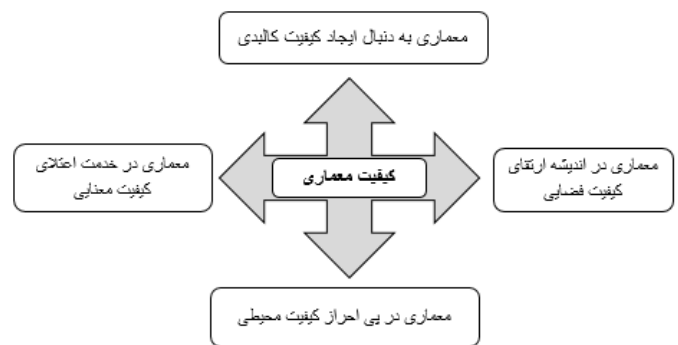 معماری به دنبال ایجاد کیفیت کالبدی
معماری در اندیشه ارتقای
کیفیت فضایی
کیفیت معماری
معماری در خدمت اعتلای
کیفیت معنایی
معماری در پی احراز کیفیت محیطی